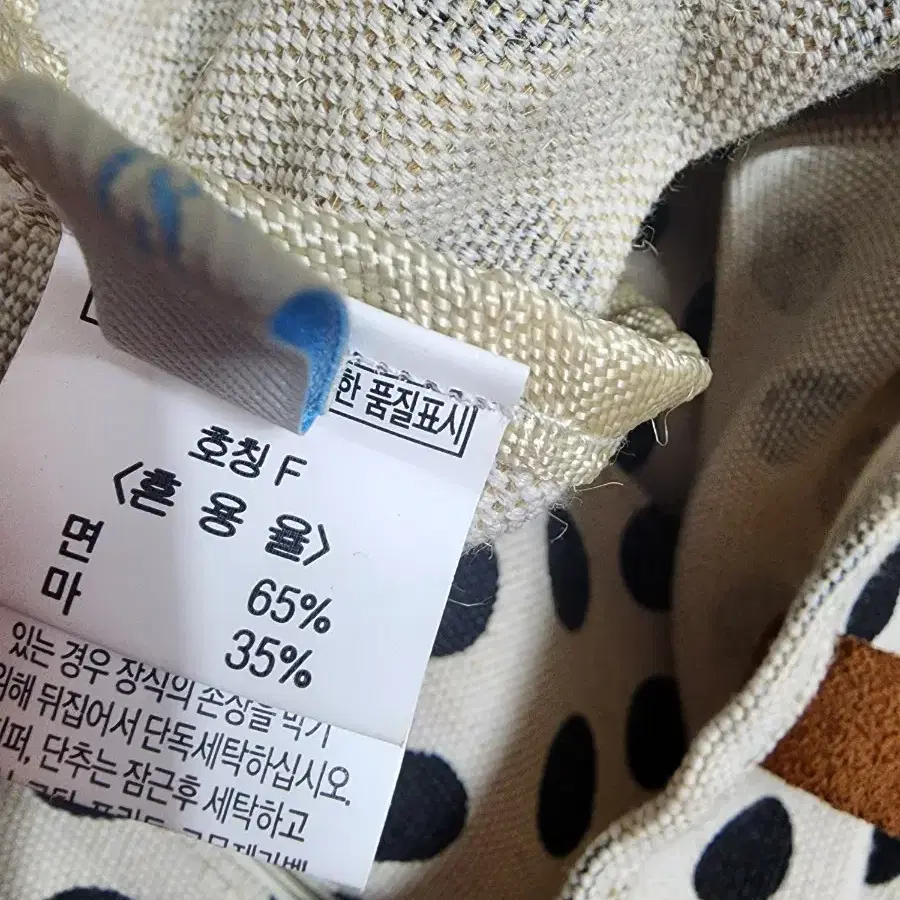 한 품질표시
호칭 F
<혼 용 율>
면 65%
마 35%
있는 경우 장식의 손상을 막기
위해 뒤집어서 단독세탁하십시오.
퍼, 단추는 잠근후 세탁하고